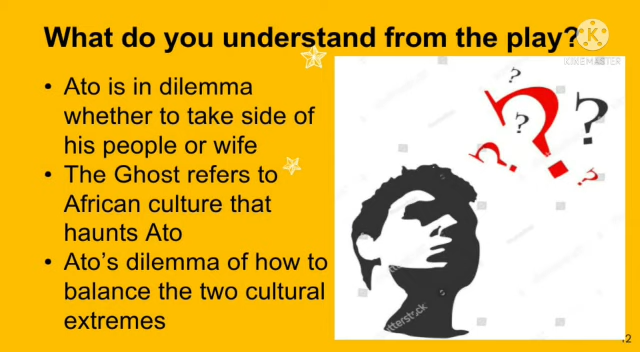 What do you understand from the play?
K
KINEMASTER
• Ato is in dilemma
whether to take side of
his people or wife
• The Ghost refers to
African culture that
haunts Ato
• Ato’s dilemma of how to
balance the two cultural
extremes
?
?
?
?
?
?